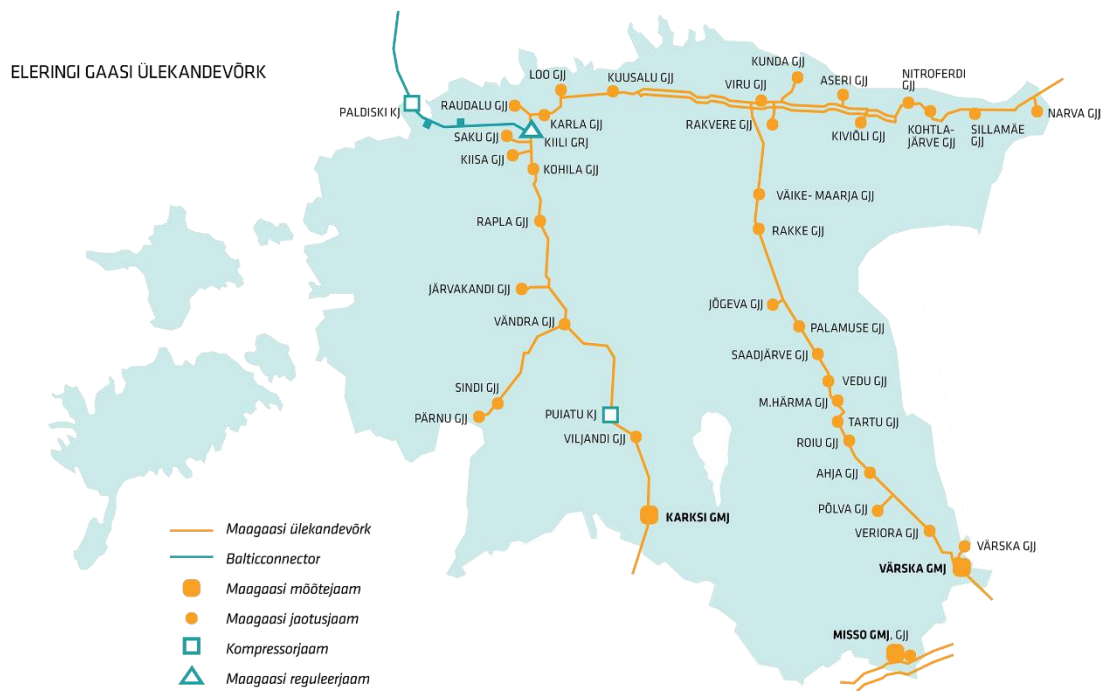 ELERINGI GAASI ÜLEKANDEVÕRK
PALDISKI KJ
RAUDALU GJJ
LOO GJJ
KUUSALU GJJ
VIRU GJJ
KUNDA GJJ
ASERI GJJ
NITROFERDI
GJJ
NARVA GJJ
KARLA GJJ
SAKU GJJ
KIILI GRJ
KIISA GJJ
KOHILA GJJ
RAKVERE GJJ
KIVIÕLI GJJ
KOHTLA-
JÄRVE GJJ
SILLAMÄE
GJJ
VÄIKE- MAARJA GJJ
RAPLA GJJ
RAKKE GJJ
JÄRVAKANDI GJJ
JÕGEVA GJJ
VÄNDRA GJJ
PALAMUSE GJJ
SAADJÄRVE GJJ
VEDU GJJ
SINDI GJJ
M.HÄRMA GJJ
PÄRNU GJJ
PUIATU KJ
TARTU GJJ
VILJANDI GJJ
ROIU GJJ
AHJA GJJ
PÕLVA GJJ
KARKSI GMJ
VERIORA GJJ
VÄRSKA GJJ
VÄRSKA GMJ
MISSO GMJ, GJJ
Maagaasi ülekandevõrk
Balticconnector
Maagaasi mõõtejaam
Maagaasi jaotusjaam
Kompressorjaam
Maagaasi reguleerjaam